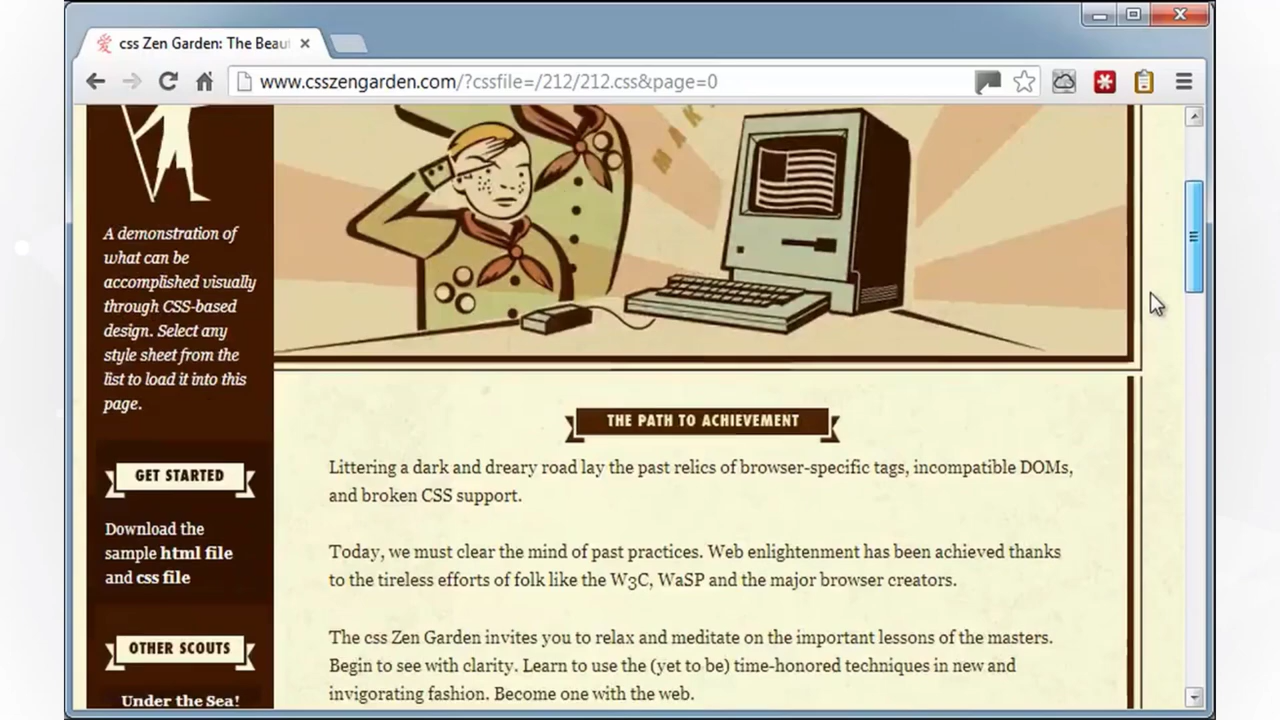 css Zen Garden: The Beaut
www.csszengarden.com/?cssfile=/212/212.css&page=0
MAK
A demonstration of
what can be
accomplished visually
through CSS-based
design. Select any
style sheet from the
list to load it into this
page.
GET STARTED
Download the
sample html file
and css file
OTHER SCOUTS
Under the Sea!
THE PATH TO ACHIEVEMENT
Littering a dark and dreary road lay the past relics of browser-specific tags, incompatible DOMs,
and broken CSS support.
Today, we must clear the mind of past practices. Web enlightenment has been achieved thanks
to the tireless efforts of folk like the W3C, WaSP and the major browser creators.
The css Zen Garden invites you to relax and meditate on the important lessons of the masters.
Begin to see with clarity. Learn to use the (yet to be) time-honored techniques in new and
invigorating fashion. Become one with the web.